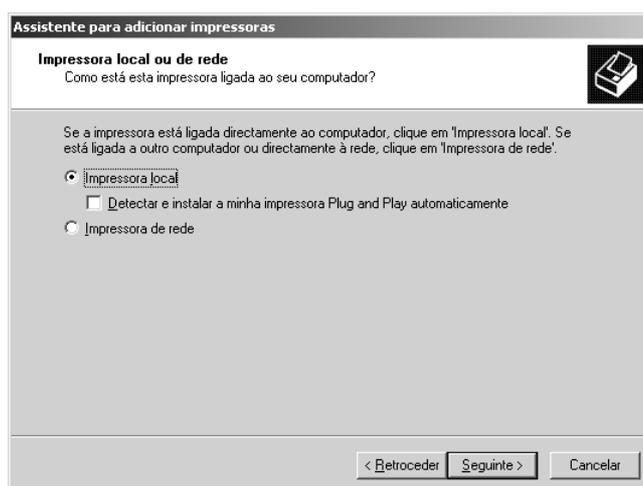 Assistente para adicionar impressoras
Impressora local ou de rede
Como está esta impressora ligada ao seu computador?
Se a impressora está ligada directamente ao computador, clique em 'Impressora local'. Se
está ligada a outro computador ou directamente à rede, clique em 'Impressora de rede'.
Impressora local
Detectar e instalar a minha impressora Plug and Play automaticamente
Impressora de rede
< Retroceder Seguinte > Cancelar